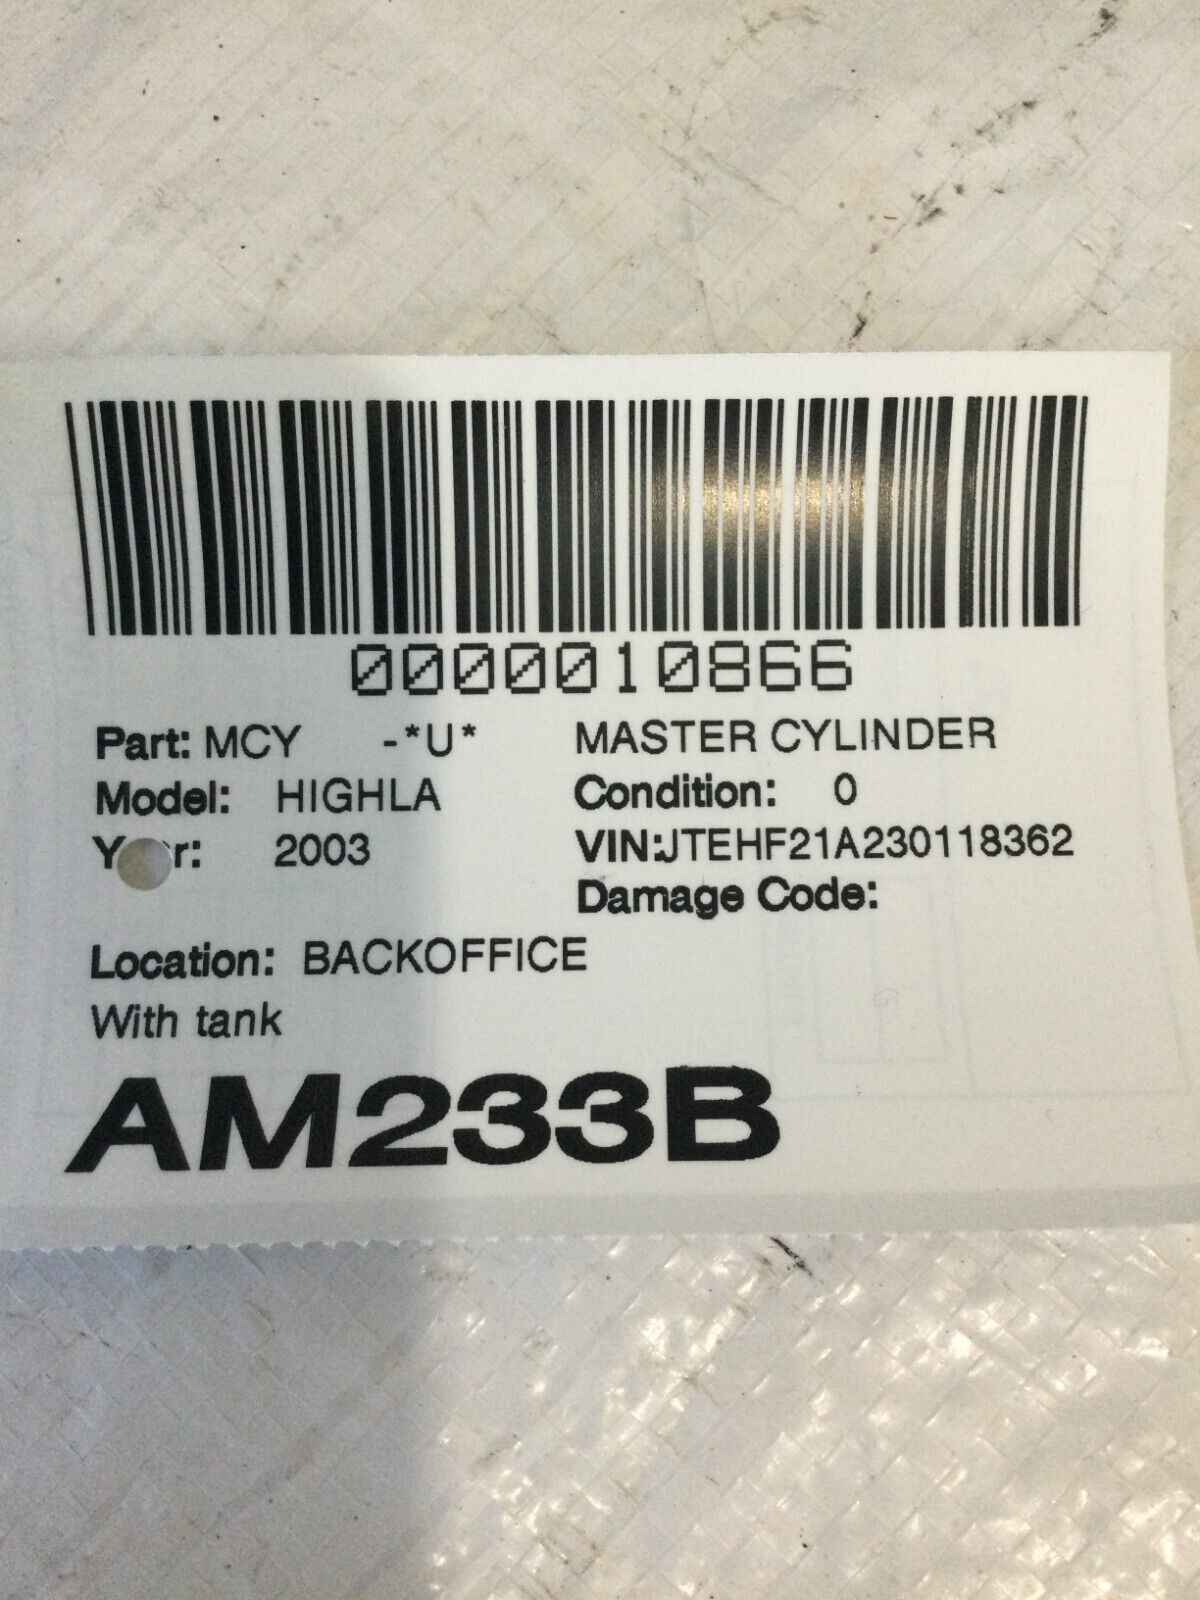 0000010866
Part: MCY -*U* MASTER CYLINDER
Model: HIGHLA Condition: 0
Year: 2003 VIN:JTEHF21A230118362
Damage Code:
Location: BACKOFFICE
With tank
AM233B